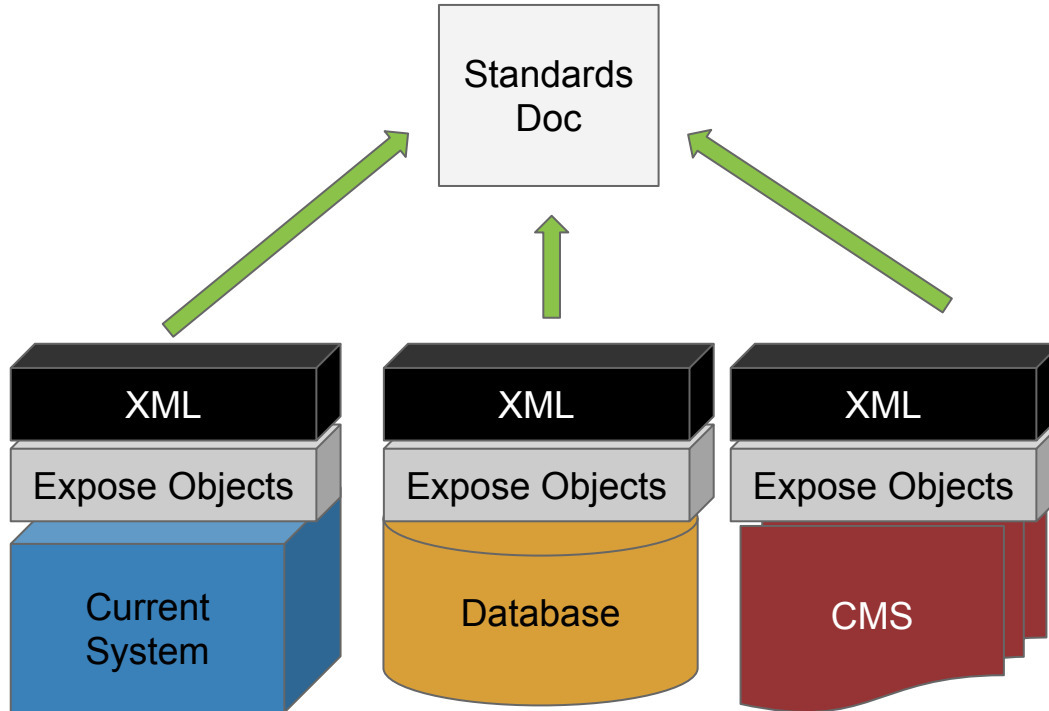 Standards
Doc
XML
XML
XML
Expose Objects
Expose Objects
Expose Objects
Current
System
Database
CMS